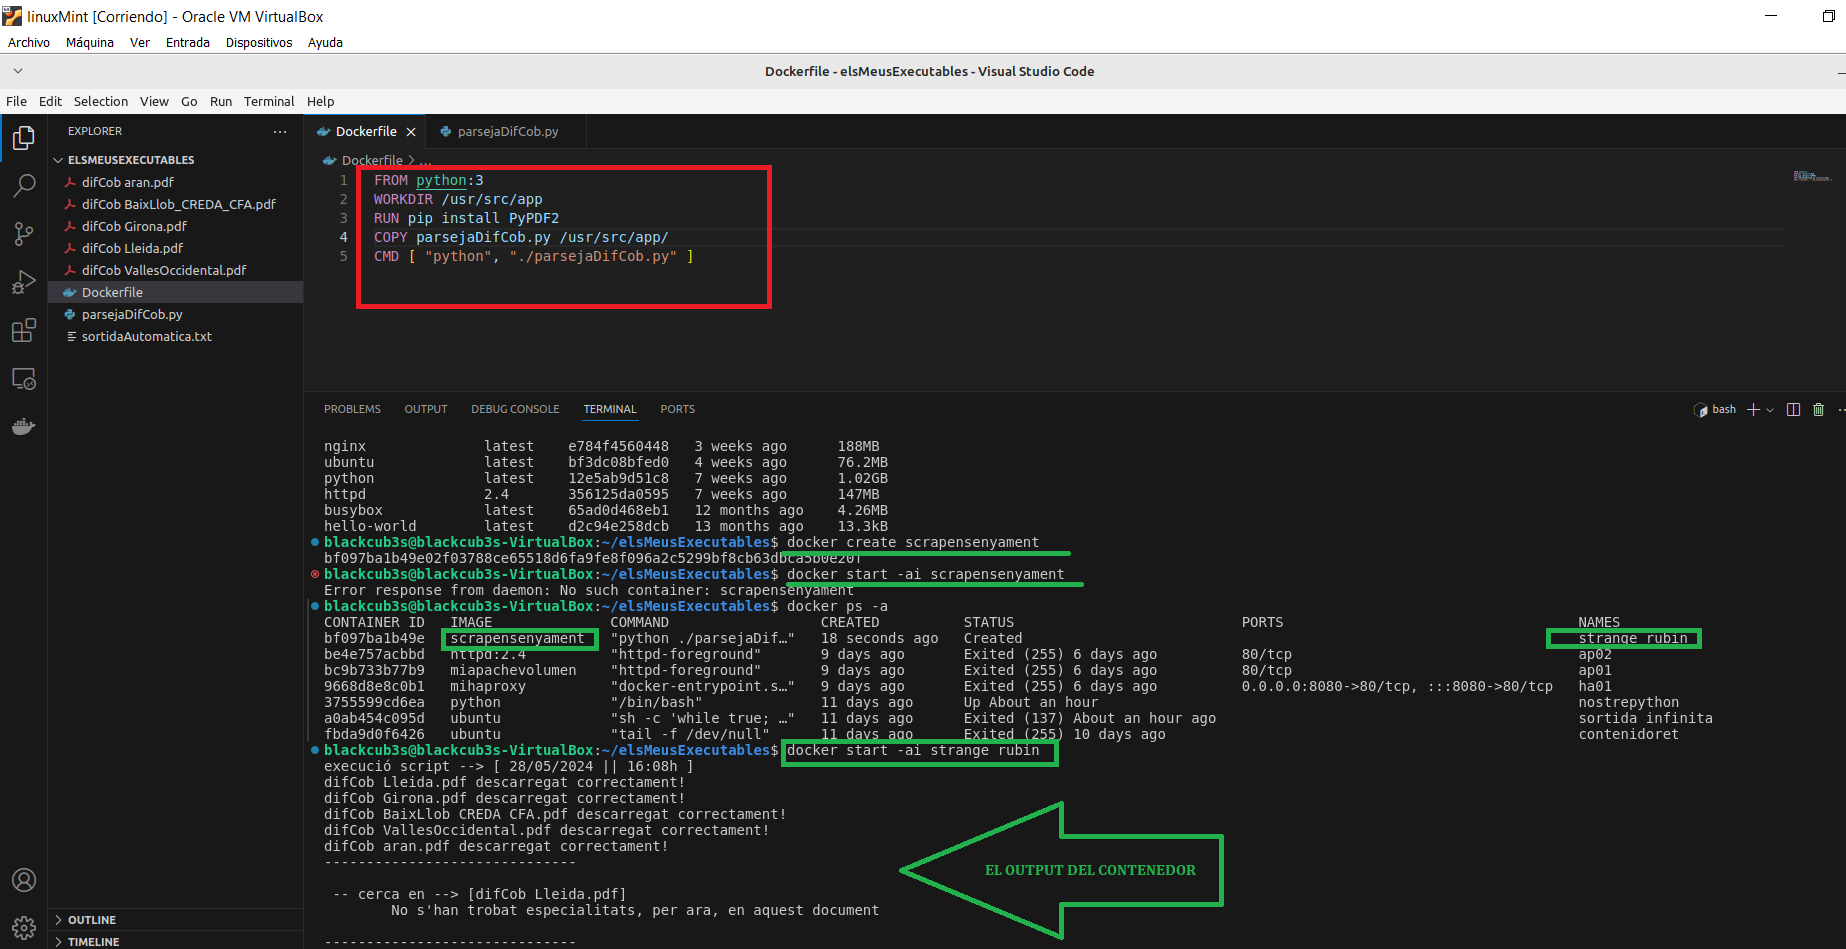 linuxMint [Corriendo] - Oracle VM VirtualBox
Archivo Máquina Ver Entrada Dispositivos Ayuda
Dockerfile - elsMeusExecutables - Visual Studio Code
File Edit Selection View Go Run Terminal Help
EXPLORER
ELSMEUSEXECUTABLES
difCob aran.pdf
difCob BaixLlob_CREDA_CFA.pdf
difCob Girona.pdf
difCob Lleida.pdf
difCob VallesOccidental.pdf
Dockerfile
parsejaDifCob.py
sortidaAutomatica.txt
OUTLINE
TIMELINE
Dockerfile parsejaDifCob.py
Dockerfile > ...
1 FROM python:3
2 WORKDIR /usr/src/app
3 RUN pip install PyPDF2
4 COPY parsejaDifCob.py /usr/src/app/
5 CMD [ "python", "./parsejaDifCob.py" ]
PROBLEMS OUTPUT DEBUG CONSOLE TERMINAL PORTS
bash
nginx latest e784f4560448 3 weeks ago 188MB
ubuntu latest bf3dc08bfed0 4 weeks ago 76.2MB
python latest 12e5ab9d51c8 7 weeks ago 1.02GB
httpd 2.4 356125da0595 7 weeks ago 147MB
busybox latest 65ad0d468eb1 12 months ago 4.26MB
hello-world latest d2c94e258dcb 13 months ago 13.3kB
blackcub3s@blackcub3s-VirtualBox:~/elsMeusExecutables$ docker create scrapensenyament
bf097ba1b49e02f03788ce65518d6fa9fe8f096a2c5299bf8cb63dbca5b0e20f
blackcub3s@blackcub3s-VirtualBox:~/elsMeusExecutables$ docker start -ai scrapensenyament
Error response from daemon: No such container: scrapensenyament
blackcub3s@blackcub3s-VirtualBox:~/elsMeusExecutables$ docker ps -a
CONTAINER ID IMAGE COMMAND CREATED STATUS PORTS NAMES
bf097ba1b49e scrapensenyament "python ./parsejaDif…" 18 seconds ago Created strange_rubin
be4e757acbbd httpd:2.4 "httpd-foreground" 9 days ago Exited (255) 6 days ago 80/tcp ap02
bc9b733b77b9 miapachevolumen "httpd-foreground" 9 days ago Exited (255) 6 days ago 80/tcp ap01
9668d8e8c0b1 mihaproxy "docker-entrypoint.s…" 9 days ago Exited (255) 6 days ago 0.0.0.0:8080->80/tcp, :::8080->80/tcp ha01
3755599cd6ea python "/bin/bash" 11 days ago Up About an hour nostrepython
a0ab454c095d ubuntu "sh -c 'while true; …" 11 days ago Exited (137) About an hour ago sortida_infinita
fbda9d0f6426 ubuntu "tail -f /dev/null" 11 days ago Exited (255) 10 days ago contenidoret
blackcub3s@blackcub3s-VirtualBox:~/elsMeusExecutables$ docker start -ai strange_rubin
execució script --> [ 28/05/2024 || 16:08h ]
difCob Lleida.pdf descarregat correctament!
difCob Girona.pdf descarregat correctament!
difCob BaixLlob_CREDA_CFA.pdf descarregat correctament!
difCob VallesOccidental.pdf descarregat correctament!
difCob aran.pdf descarregat correctament!
------------------------------
-- cerca en --> [difCob Lleida.pdf]
No s'han trobat especialitats, per ara, en aquest document
------------------------------
EL OUTPUT DEL CONTENEDOR